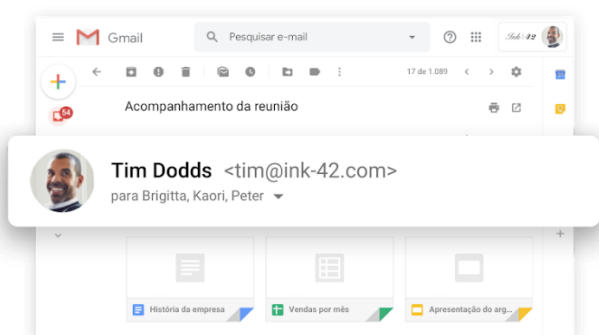 Gmail
Pesquisar e-mail
Ink-42
17 de 1.089
54
Acompanhamento da reunião
Tim Dodds <tim@ink-42.com>
para Brigitta, Kaori, Peter
História da empresa
Vendas por mês
Apresentação do arg...